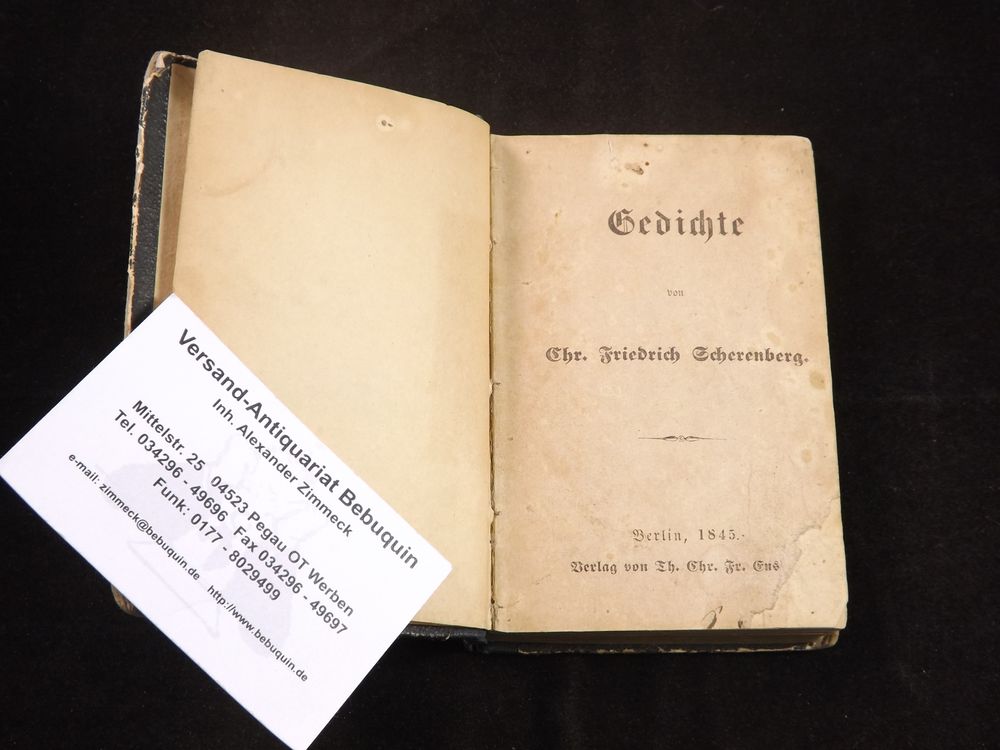 Gedichte
von
Chr. Friedrich Scherenberg.
Berlin, 1845.
Verlag von Th. Chr. Fr. Ens
Versand-Antiquariat Bebuquin
Inh. Alexander Zimmeck
Mittelstr. 25 04523 Pegau OT Werben
Tel. 034296 - 49696 Fax 034296 - 49697
Funk: 0177 - 8029499
e-mail: zimmeck@bebuquin.de http://www.bebuquin.de